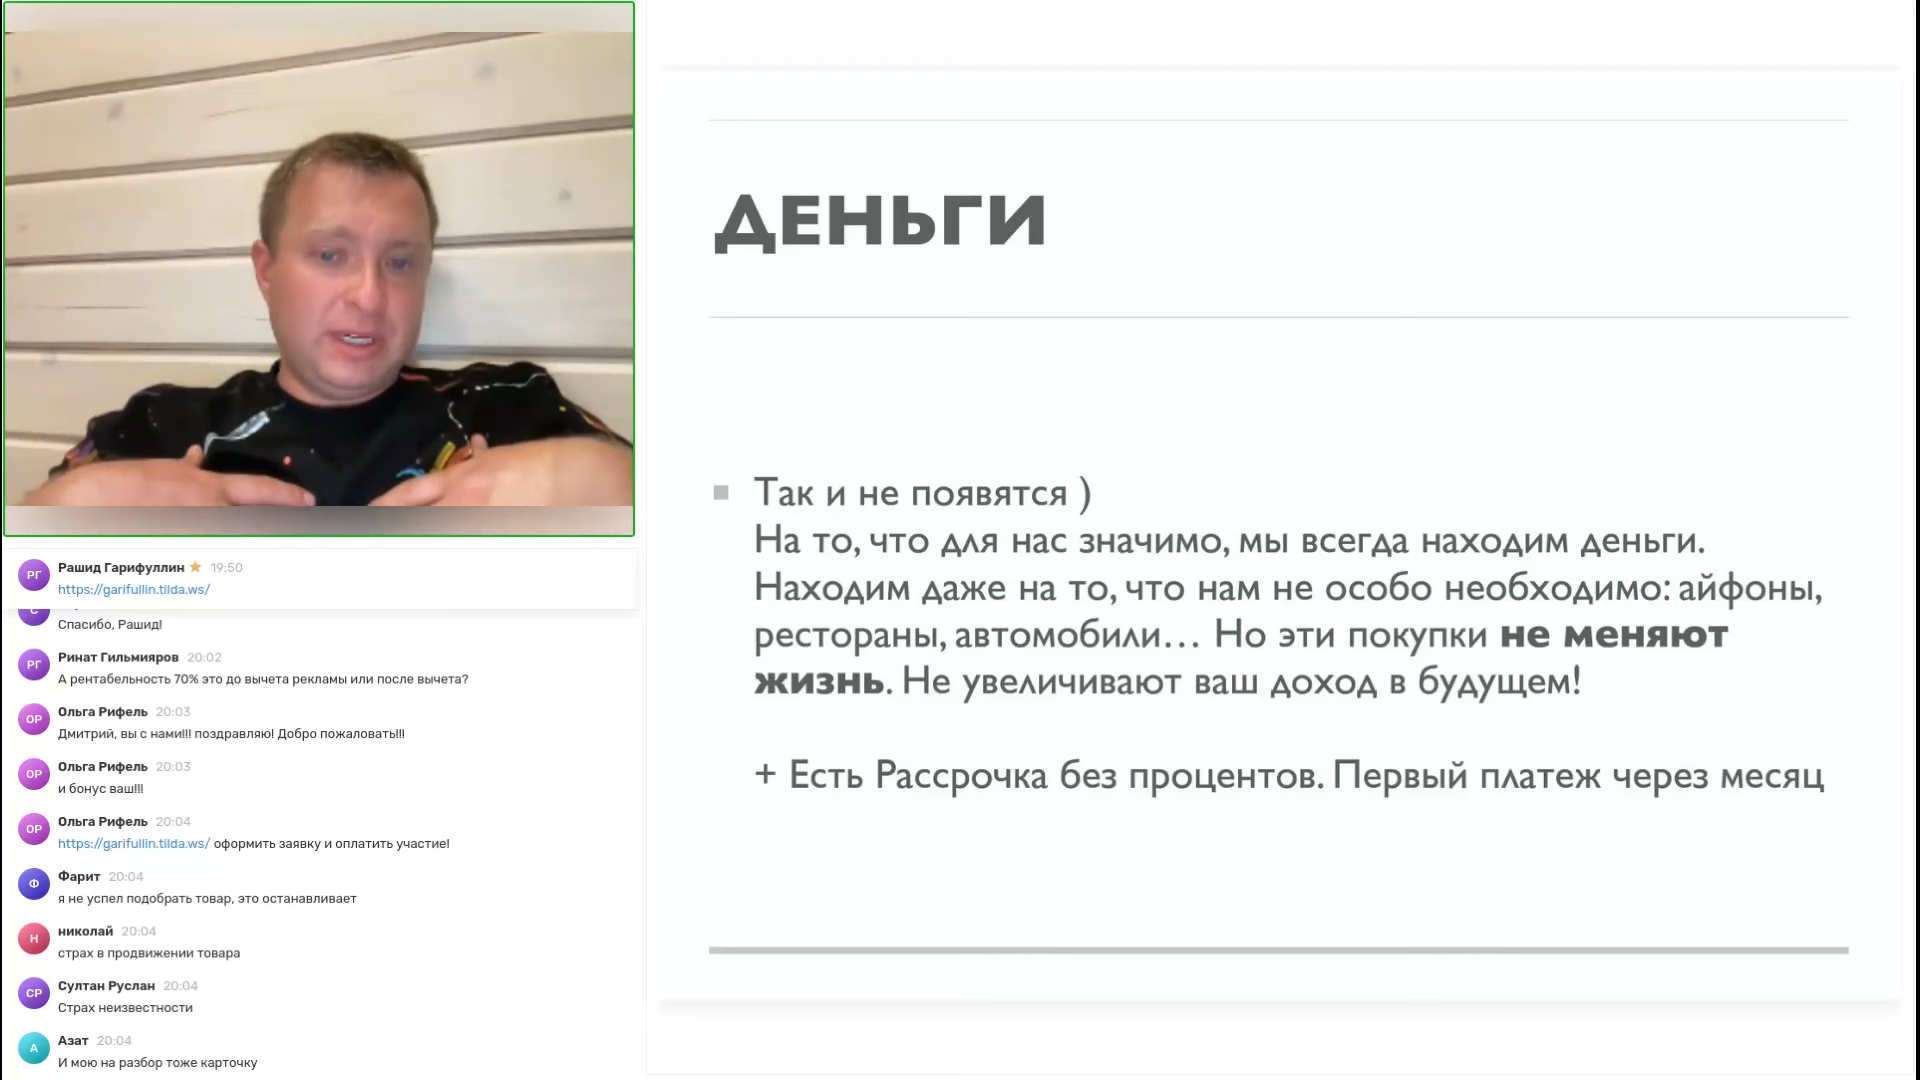 РГ
Рашид Гарифуллин 19:50
https://garifullin.tilda.ws/
С
Спасибо, Рашид!
РГ
Ринат Гильмияров 20:02
А рентабельность 70% это до вычета рекламы или после вычета?
ОР
Ольга Рифель 20:03
Дмитрий, вы с нами!!! поздравляю! Добро пожаловать!!!
ОР
Ольга Рифель 20:03
и бонус ваш!!!
ОР
Ольга Рифель 20:04
https://garifullin.tilda.ws/ оформить заявку и оплатить участие!
Ф
Фарит 20:04
я не успел подобрать товар, это останавливает
Н
николай 20:04
страх в продвижении товара
СР
Султан Руслан 20:04
Страх неизвестности
А
Азат 20:04
И мою на разбор тоже карточку
ДЕНЬГИ
Так и не появятся )
На то, что для нас значимо, мы всегда находим деньги.
Находим даже на то, что нам не особо необходимо: айфоны,
рестораны, автомобили... Но эти покупки не меняют
жизнь. Не увеличивают ваш доход в будущем!
+ Есть Рассрочка без процентов. Первый платеж через месяц